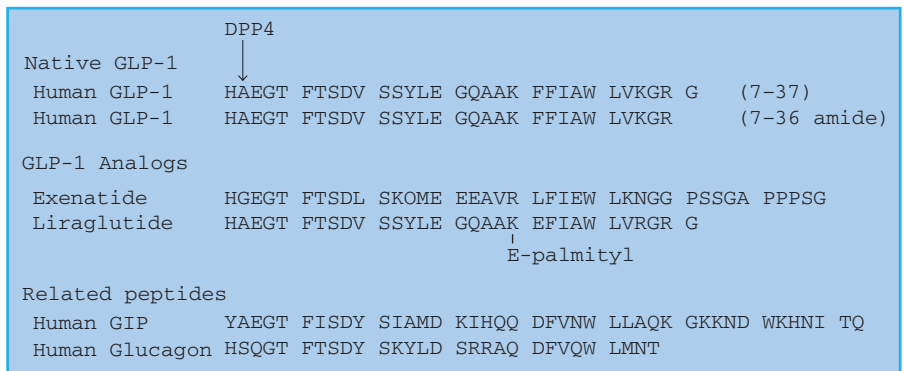 DPP4
Native GLP-1
Human GLP-1 HAEGT FTSDV SSYLE GQAAK FFIAW LVKGR G (7–37)
Human GLP-1 HAEGT FTSDV SSYLE GQAAK FFIAW LVKGR (7–36 amide)
GLP-1 Analogs
Exenatide HGEGT FTSDL SKOME EEAVR LFIEW LKNGG PSSGA PPPSG
Liraglutide HAEGT FTSDV SSYLE GQAAK EFIAW LVRGR G
E-palmityl
Related peptides
Human GIP YAEGT FISDY SIAMD KIHQQ DFVNW LLAQK GKKND WKHNI TQ
Human Glucagon HSQGT FTSDY SKYLD SRRAQ DFVQW LMNT